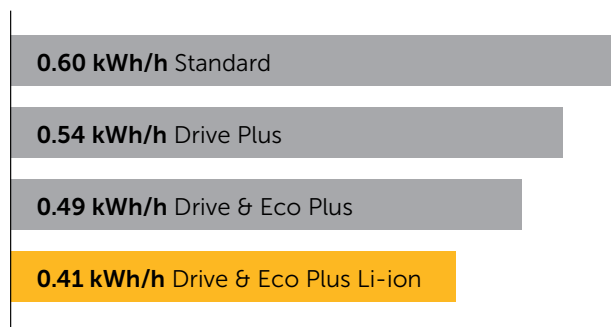 0.60 kWh/h Standard
0.54 kWh/h Drive Plus
0.49 kWh/h Drive & Eco Plus
0.41 kWh/h Drive & Eco Plus Li-ion